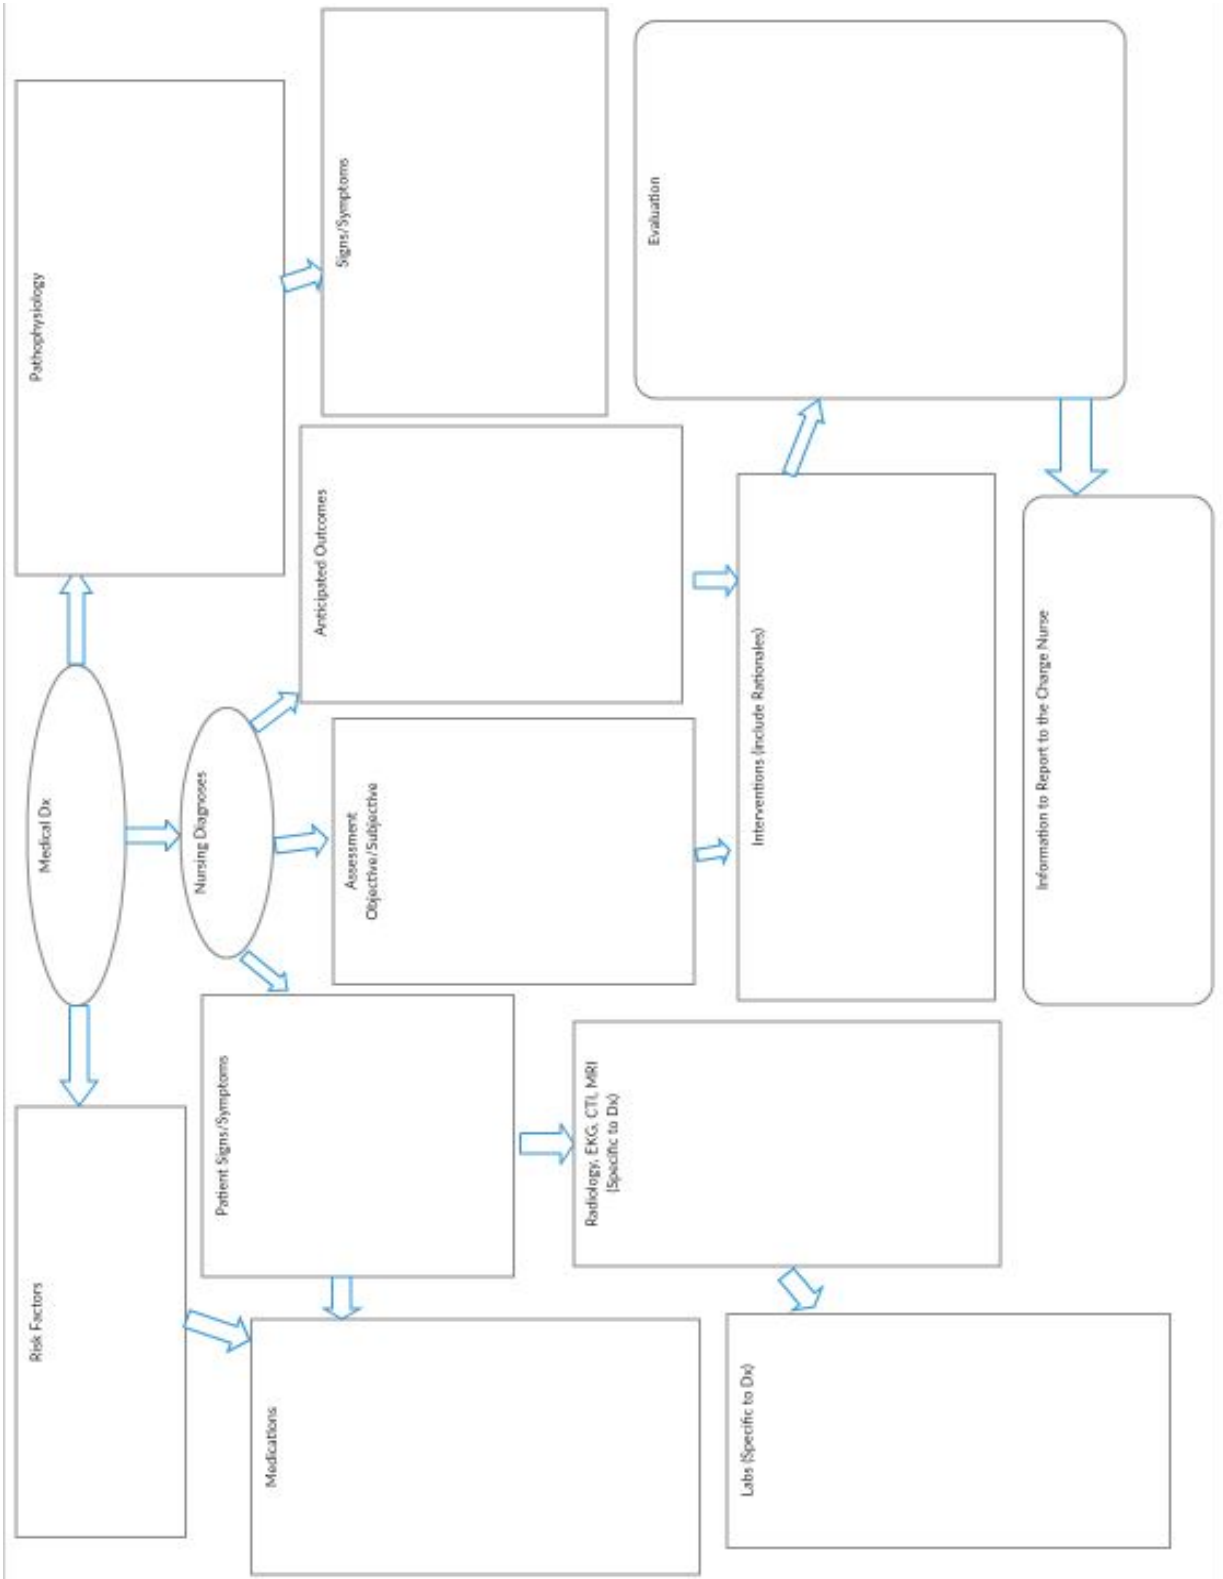 Medical Dx
Risk Factors
Pathophysiology
Nursing Diagnoses
Patient Signs/Symptoms
Medications
Assessment
Objective/Subjective
Anticipated Outcomes
Signs/Symptoms
Radiology, EKG, CTI, MRI
(Specific to Dx)
Labs (Specific to Dx)
Interventions (include Rationales)
Evaluation
Information to Report to the Charge Nurse